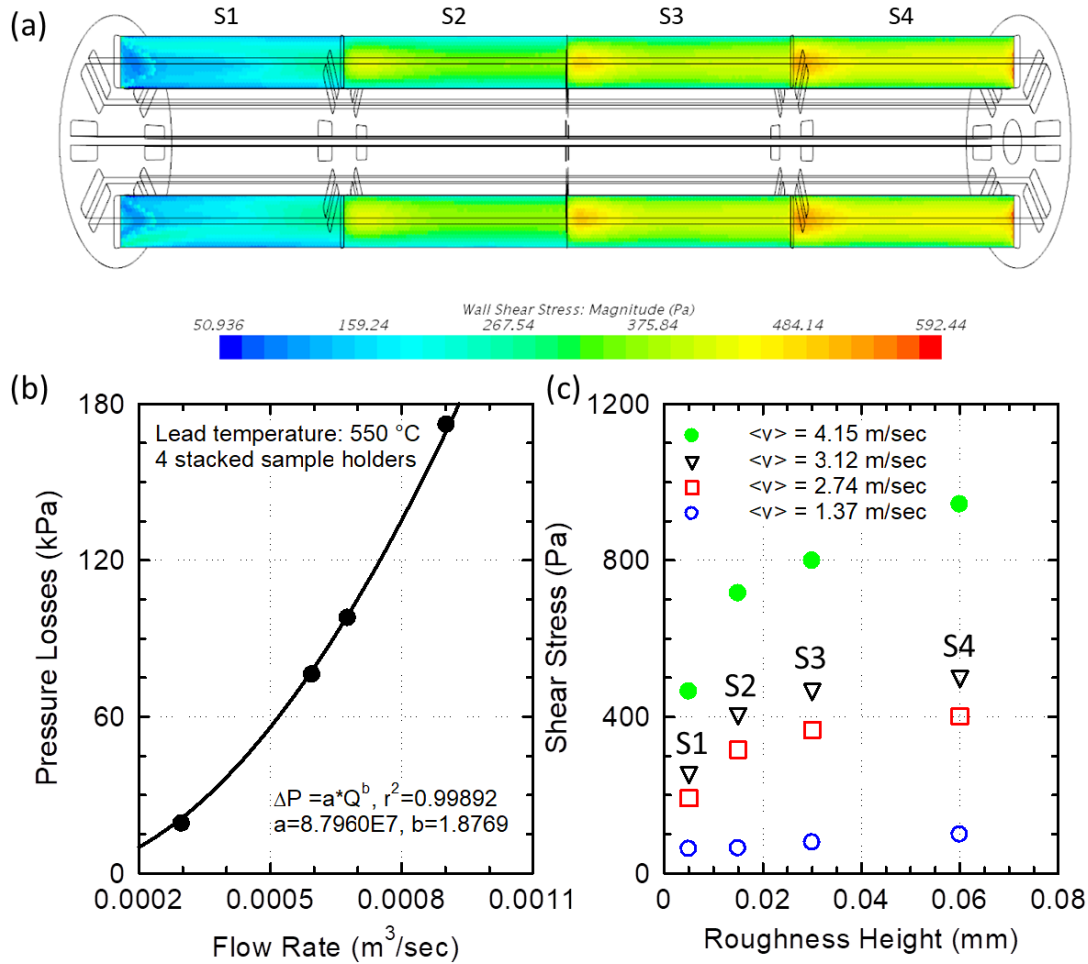 (a)
S1 S2 S3 S4
Wall Shear Stress: Magnitude (Pa)
50.936 159.24 267.54 375.84 484.14 592.44
(b)
Pressure Losses (kPa)
180
120
60
0
Lead temperature: 550 °C
4 stacked sample holders
ΔP =a*Q^b, r²=0.99892
a=8.7960E7, b=1.8769
0.0002 0.0005 0.0008 0.0011
Flow Rate (m³/sec)
(c)
Shear Stress (Pa)
1200
800
400
0
<v> = 4.15 m/sec
<v> = 3.12 m/sec
<v> = 2.74 m/sec
<v> = 1.37 m/sec
S1
S2
S3
S4
0 0.02 0.04 0.06 0.08
Roughness Height (mm)